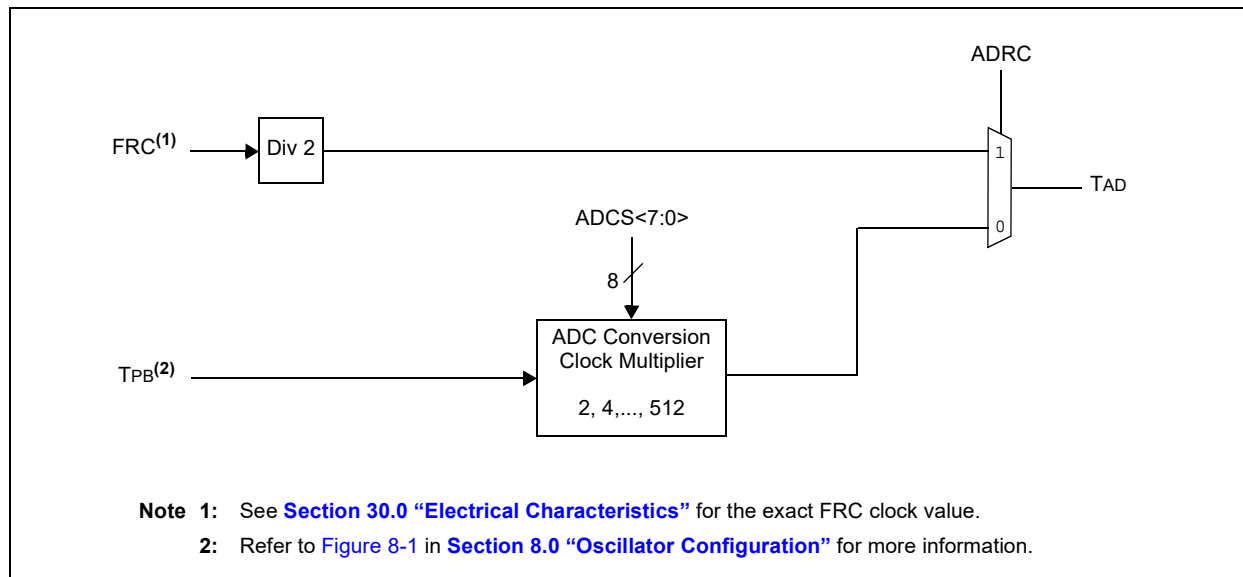 ADRC
FRC(1)
Div 2
1
TAD
ADCS<7:0>
0
8
ADC Conversion
Clock Multiplier
TPB(2)
2, 4,..., 512
Note 1: See Section 30.0 “Electrical Characteristics” for the exact FRC clock value.
2: Refer to Figure 8-1 in Section 8.0 “Oscillator Configuration” for more information.